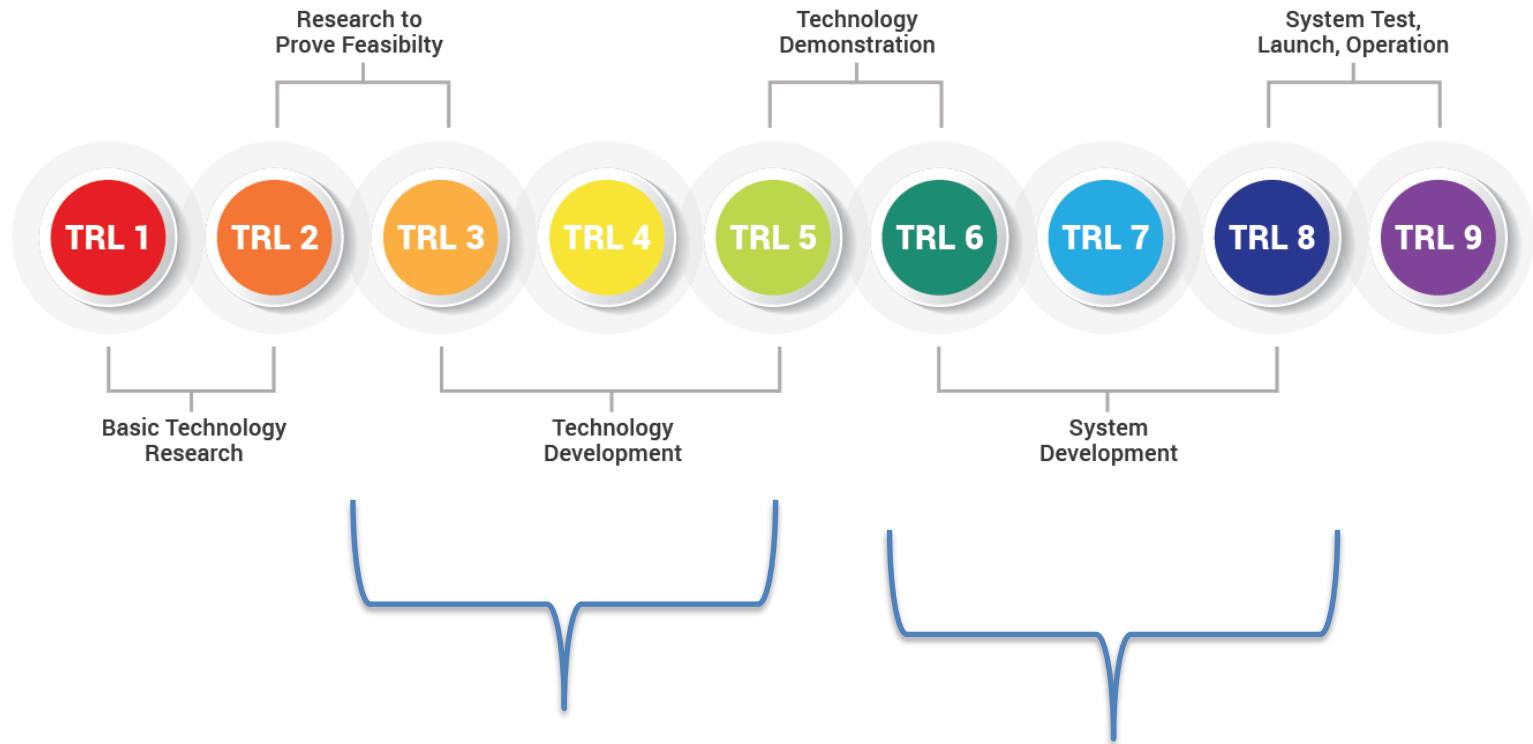 Research to
Prove Feasibilty
Technology
Demonstration
System Test,
Launch, Operation
TRL 1
TRL 2
TRL 3
TRL 4
TRL 5
TRL 6
TRL 7
TRL 8
TRL 9
Basic Technology
Research
Technology
Development
System
Development